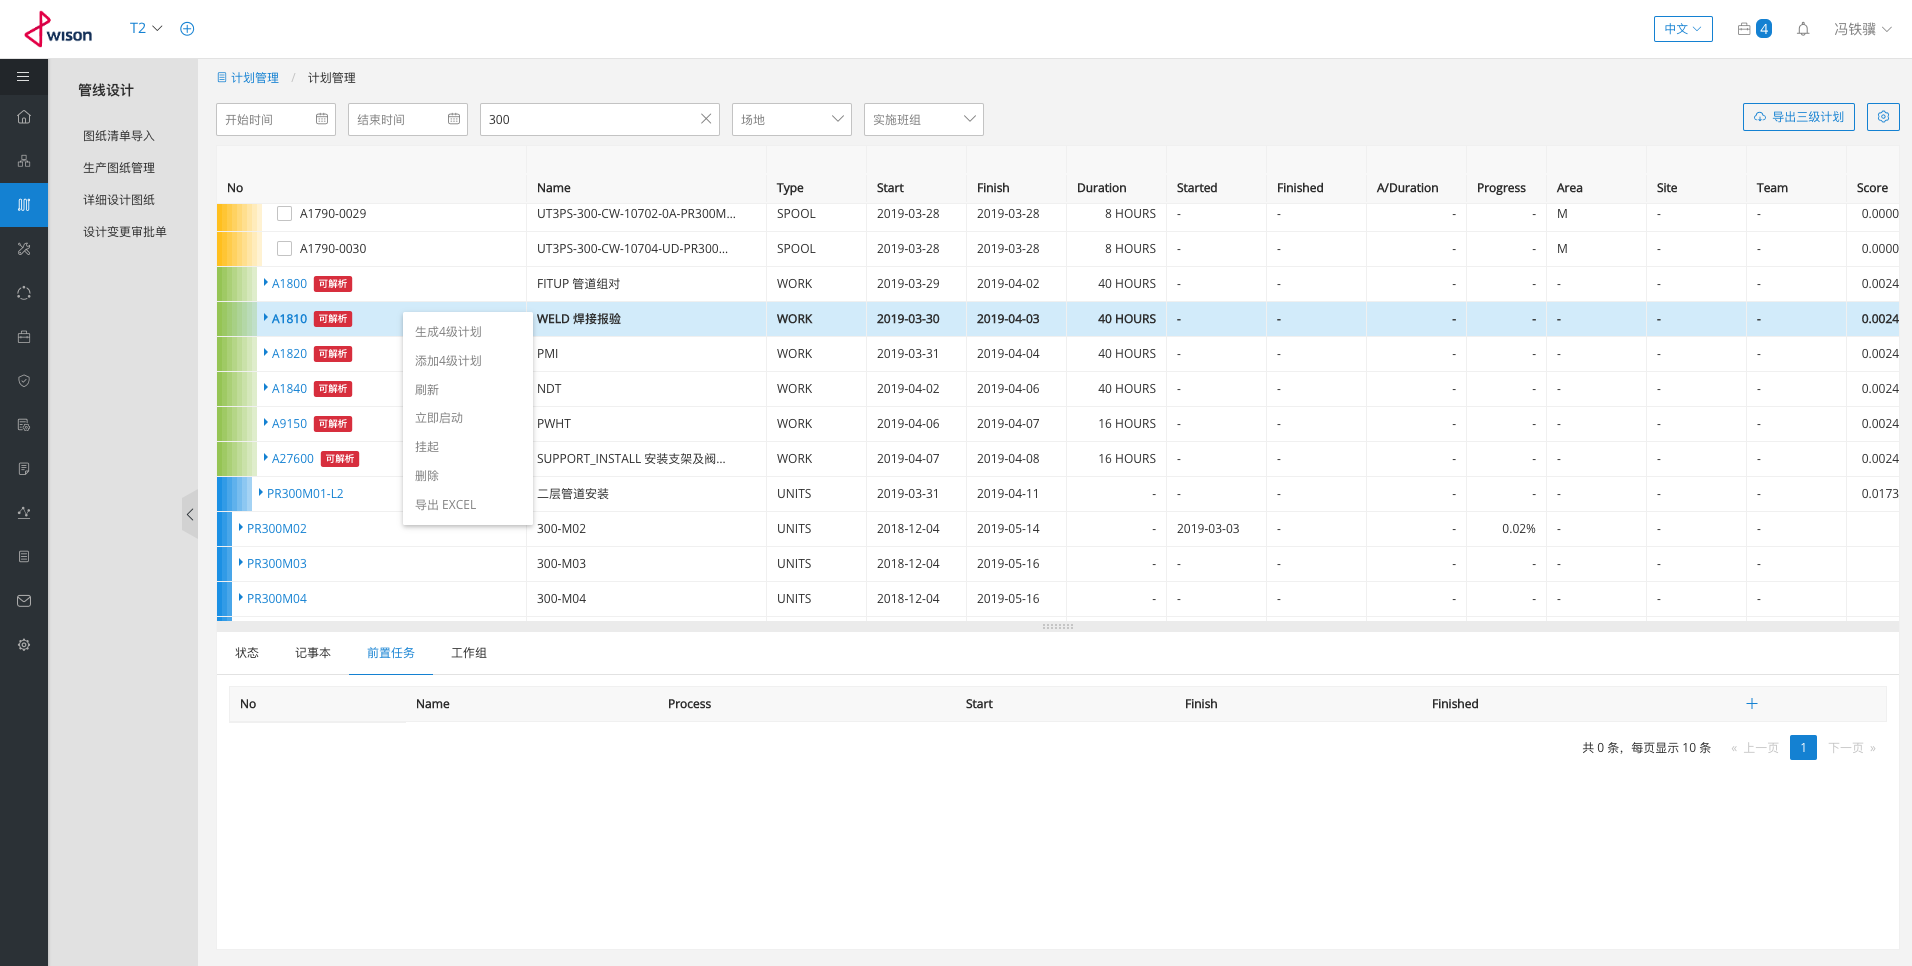 wison
T2
中文
4
冯铁骥
管线设计
图纸清单导入
生产图纸管理
详细设计图纸
设计变更审批单
计划管理 / 计划管理
开始时间
结束时间
300
场地
实施班组
导出三级计划
No Name Type Start Finish Duration Started Finished A/Duration Progress Area Site Team Score
A1790-0029 UT3PS-300-CW-10702-0A-PR300M... SPOOL 2019-03-28 2019-03-28 8 HOURS - - - - M - - 0.0000
A1790-0030 UT3PS-300-CW-10704-UD-PR300... SPOOL 2019-03-28 2019-03-28 8 HOURS - - - - M - - 0.0000
A1800 可解析 FITUP 管道组对 WORK 2019-03-29 2019-04-02 40 HOURS - - - - - - - 0.0024
A1810 可解析 WELD 焊接报验 WORK 2019-03-30 2019-04-03 40 HOURS - - - - - - - 0.0024
A1820 可解析 PMI WORK 2019-03-31 2019-04-04 40 HOURS - - - - - - - 0.0024
A1840 可解析 NDT WORK 2019-04-02 2019-04-06 40 HOURS - - - - - - - 0.0024
A9150 可解析 PWHT WORK 2019-04-06 2019-04-07 16 HOURS - - - - - - - 0.0024
A27600 可解析 SUPPORT_INSTALL 安装支架及阀... WORK 2019-04-07 2019-04-08 16 HOURS - - - - - - - 0.0024
PR300M01-L2 二层管道安装 UNITS 2019-03-31 2019-04-11 - - - - - - - - 0.0173
PR300M02 300-M02 UNITS 2018-12-04 2019-05-14 - 2019-03-03 - - 0.02% - - -
PR300M03 300-M03 UNITS 2018-12-04 2019-05-16 - - - - - - - -
PR300M04 300-M04 UNITS 2018-12-04 2019-05-16 - - - - - - - -
生成4级计划
添加4级计划
刷新
立即启动
挂起
删除
导出 EXCEL
状态 记事本 前置任务 工作组
No Name Process Start Finish Finished
共 0 条，每页显示 10 条 « 上一页 1 下一页 »